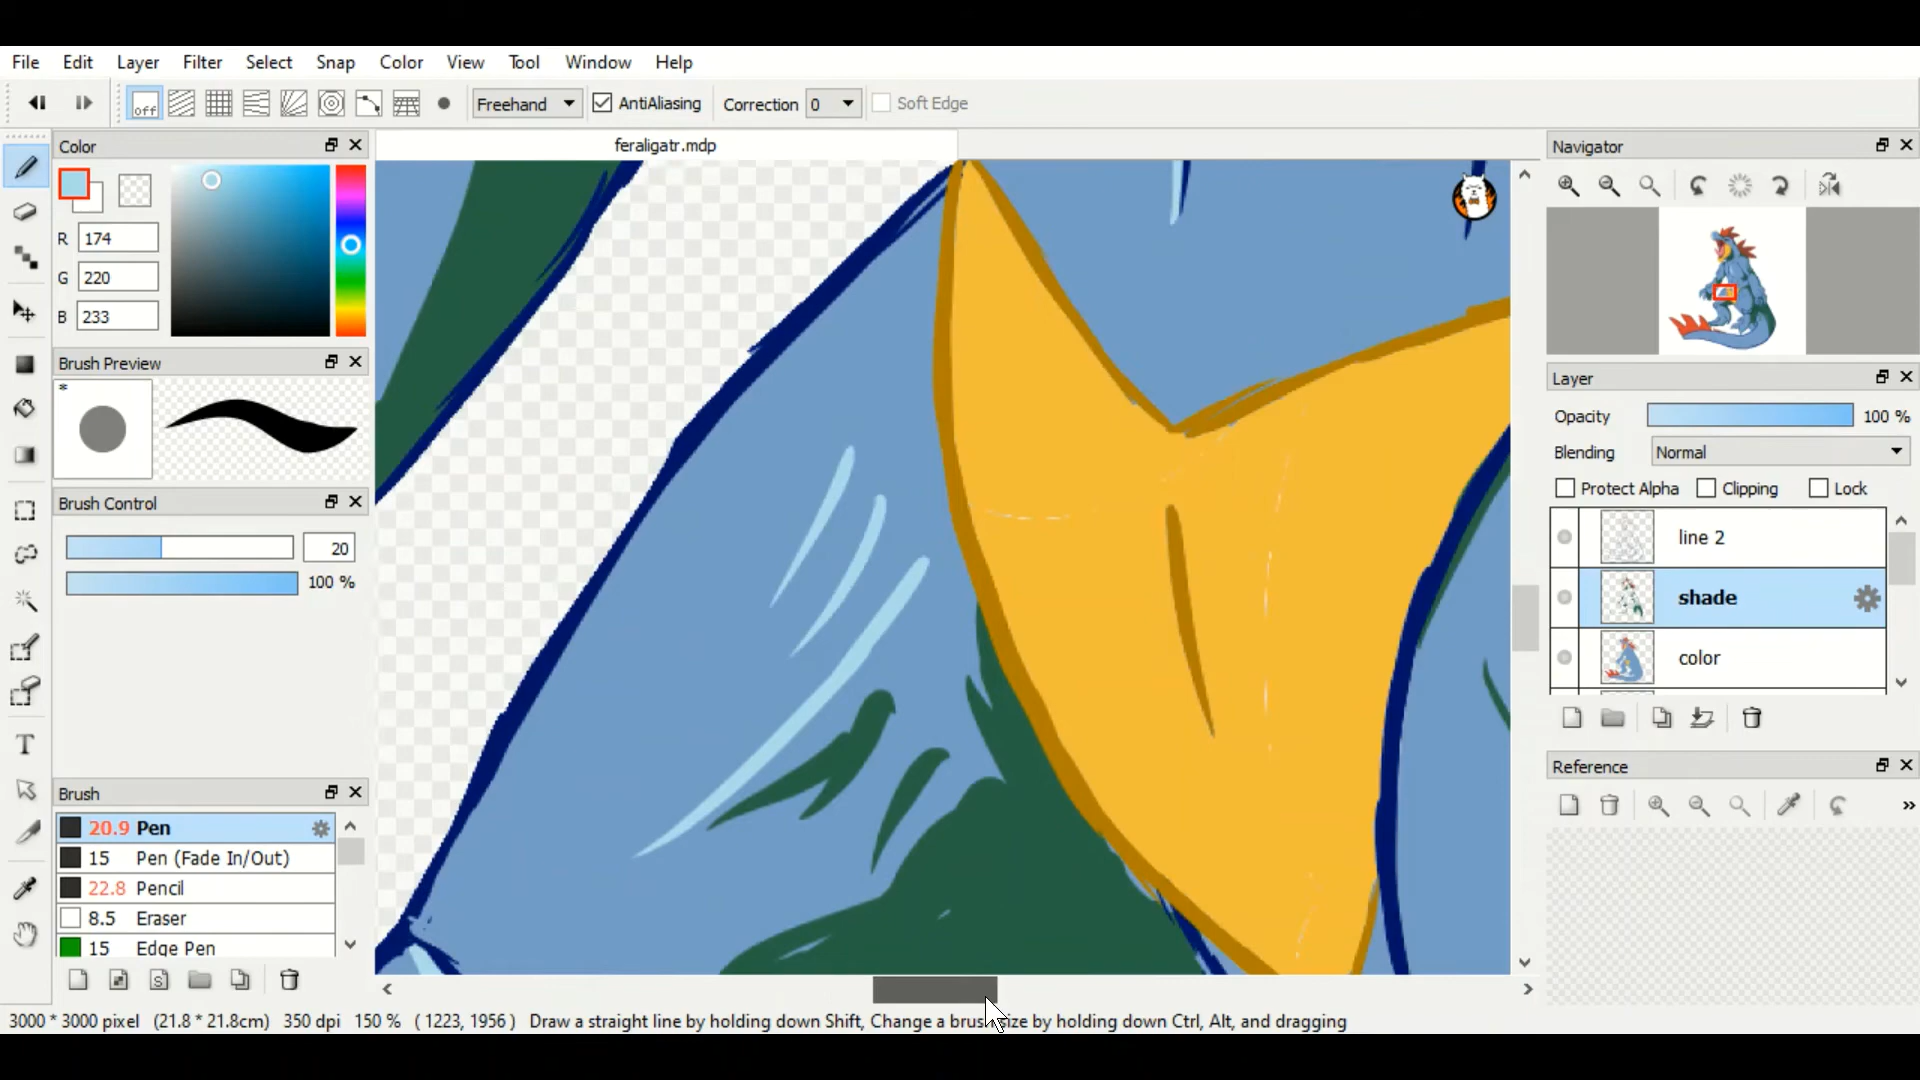 File Edit Layer Filter Select Snap Color View Tool Window Help
off Freehand AntiAliasing Correction 0 Soft Edge
Color
R 174
G 220
B 233
Brush Preview
*
Brush Control
20
100 %
Brush
20.9 Pen
15 Pen (Fade In/Out)
22.8 Pencil
8.5 Eraser
15 Edge Pen
feraligatr.mdp
Navigator
Layer
Opacity 100 %
Blending Normal
Protect Alpha Clipping Lock
line 2
shade
color
Reference
3000 * 3000 pixel (21.8 * 21.8cm) 350 dpi 150 % ( 1223, 1956 ) Draw a straight line by holding down Shift, Change a brush size by holding down Ctrl, Alt, and dragging